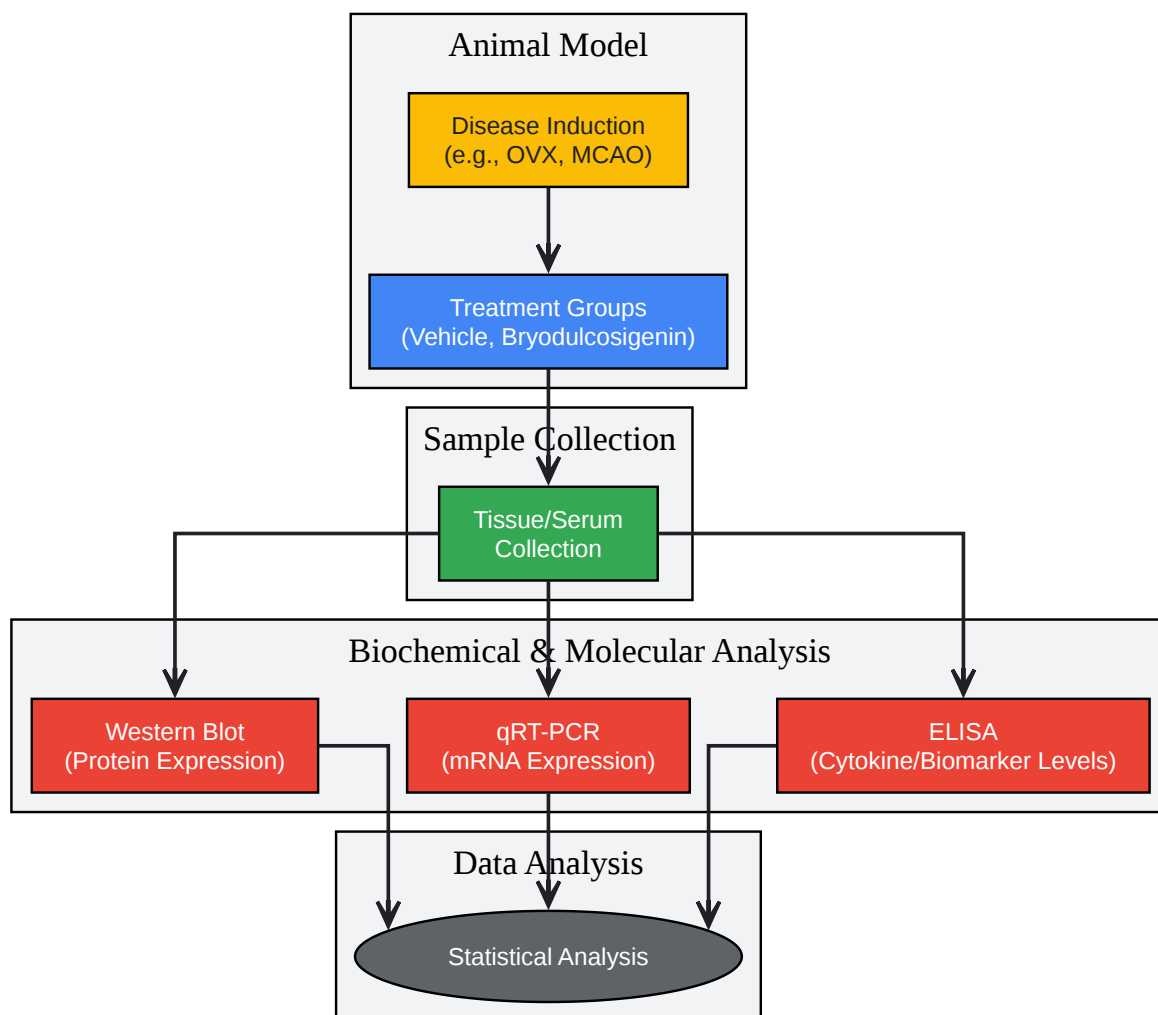 Animal Model
Disease Induction
(e.g., OVX, MCAO)
Treatment Groups
(Vehicle, Bryodulcosigenin)
Sample Collection
Tissue/Serum
Collection
Biochemical & Molecular Analysis
Western Blot
(Protein Expression)
qRT-PCR
(mRNA Expression)
ELISA
(Cytokine/Biomarker Levels)
Data Analysis
Statistical Analysis